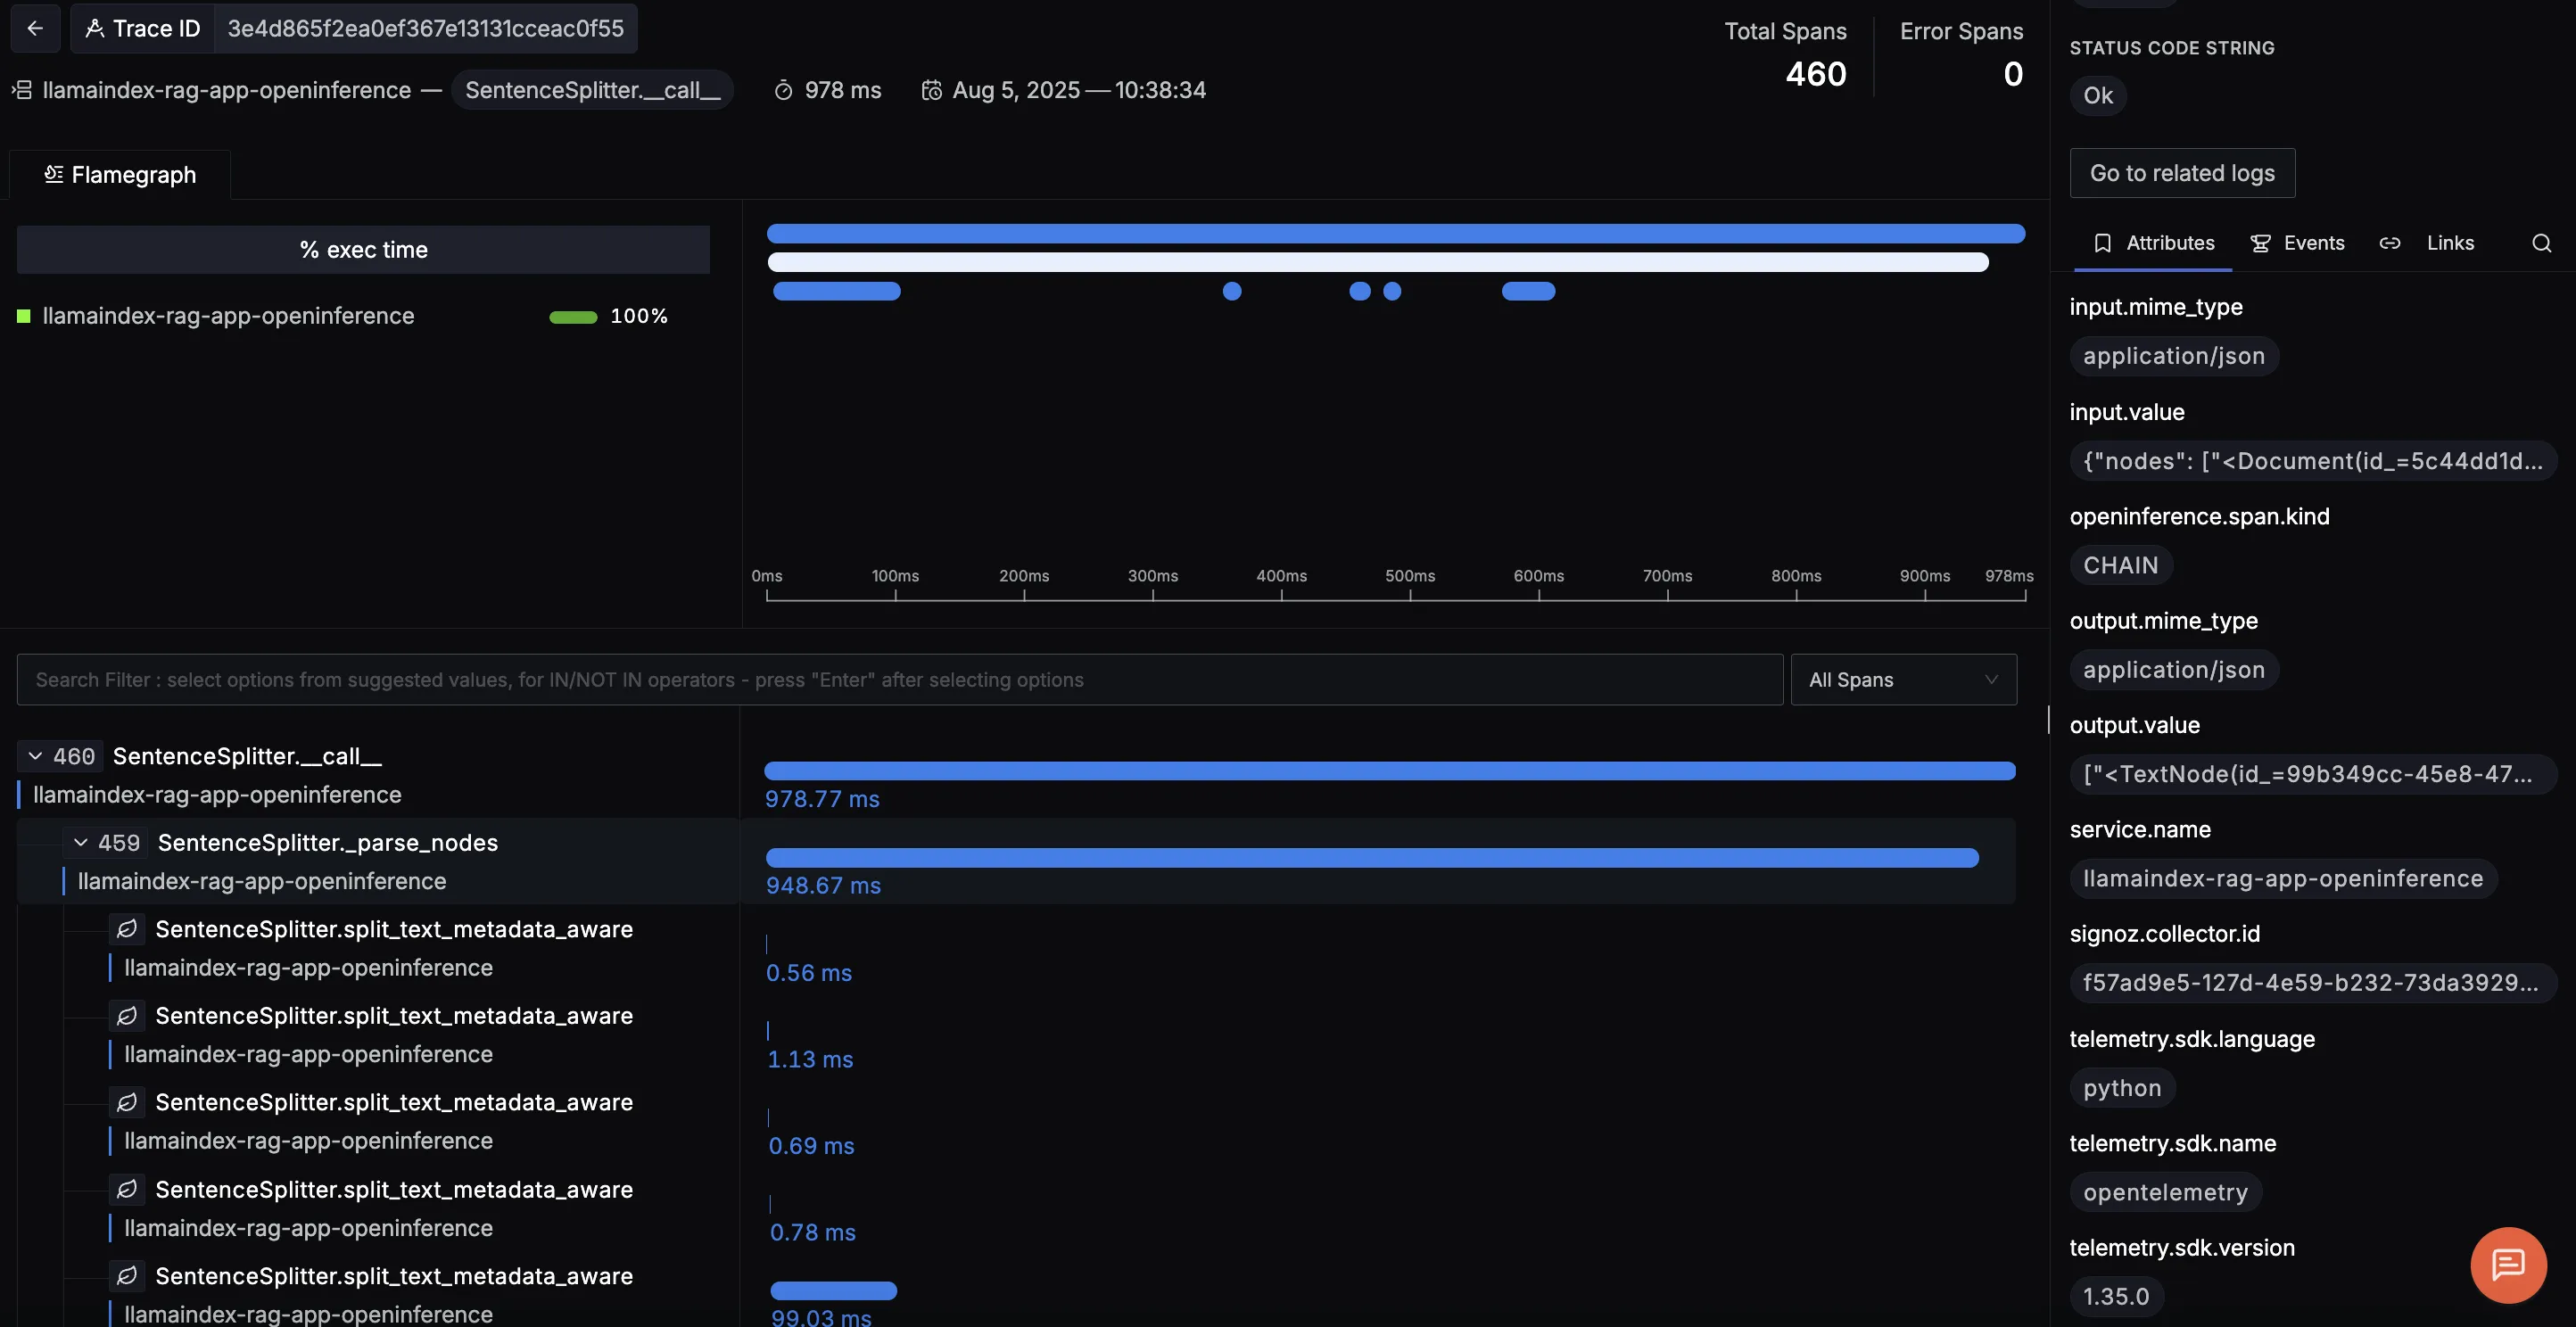 Trace ID 3e4d865f2ea0ef367e13131cceac0f55
llamaindex-rag-app-openinference — SentenceSplitter.__call__ 978 ms Aug 5, 2025 — 10:38:34
Total Spans
460
Error Spans
0
Flamegraph
% exec time
llamaindex-rag-app-openinference 100%
0ms 100ms 200ms 300ms 400ms 500ms 600ms 700ms 800ms 900ms 978ms
Search Filter : select options from suggested values, for IN/NOT IN operators - press "Enter" after selecting options
All Spans
460 SentenceSplitter.__call__
llamaindex-rag-app-openinference
978.77 ms
459 SentenceSplitter._parse_nodes
llamaindex-rag-app-openinference
948.67 ms
SentenceSplitter.split_text_metadata_aware
llamaindex-rag-app-openinference
0.56 ms
SentenceSplitter.split_text_metadata_aware
llamaindex-rag-app-openinference
1.13 ms
SentenceSplitter.split_text_metadata_aware
llamaindex-rag-app-openinference
0.69 ms
SentenceSplitter.split_text_metadata_aware
llamaindex-rag-app-openinference
0.78 ms
SentenceSplitter.split_text_metadata_aware
llamaindex-rag-app-openinference
99.03 ms
STATUS CODE STRING
Ok
Go to related logs
Attributes Events Links
input.mime_type
application/json
input.value
{"nodes": ["<Document(id_=5c44dd1d...
openinference.span.kind
CHAIN
output.mime_type
application/json
output.value
["<TextNode(id_=99b349cc-45e8-47...
service.name
llamaindex-rag-app-openinference
signoz.collector.id
f57ad9e5-127d-4e59-b232-73da3929...
telemetry.sdk.language
python
telemetry.sdk.name
opentelemetry
telemetry.sdk.version
1.35.0